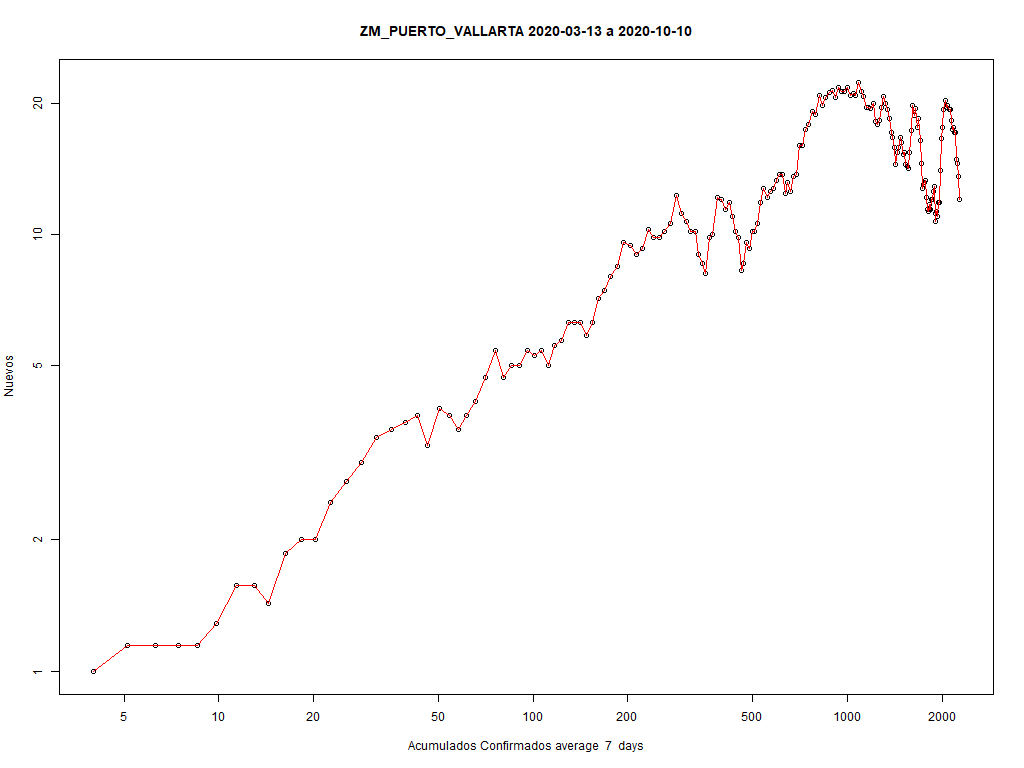 ZM_PUERTO_VALLARTA 2020-03-13 a 2020-10-10
20
10
5
2
1
Nuevos
5 10 20 50 100 200 500 1000 2000
Acumulados Confirmados average 7 days